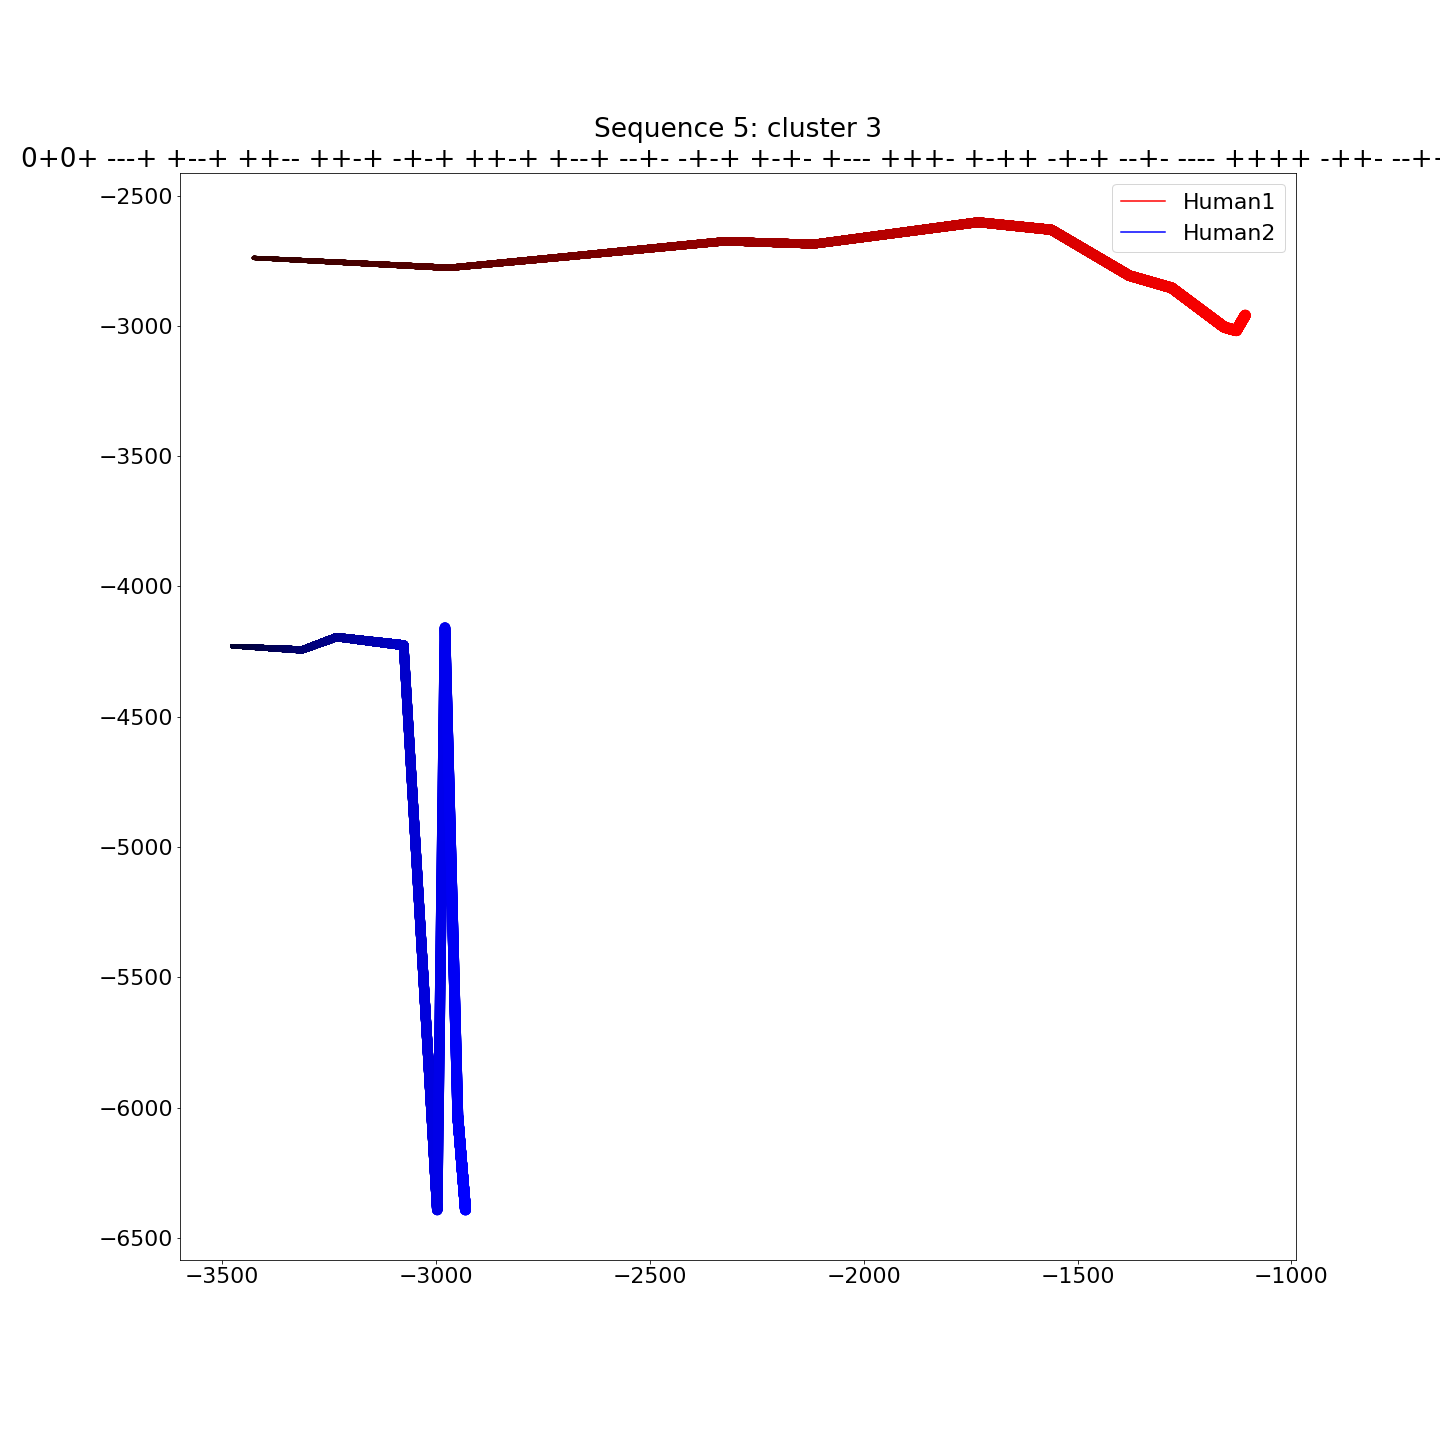 Sequence 5: cluster 3
0+0+ ---+ +--+ ++-- ++-+ -+-+ ++-+ +--+ --+- -+-+ +-+- +--- +++- +-++ -+-+ --+- ---- ++++ -++- --+
−2500
Human1
Human2
−3000
−3500
−4000
−4500
−5000
−5500
−6000
−6500
−3500 −3000 −2500 −2000 −1500 −1000